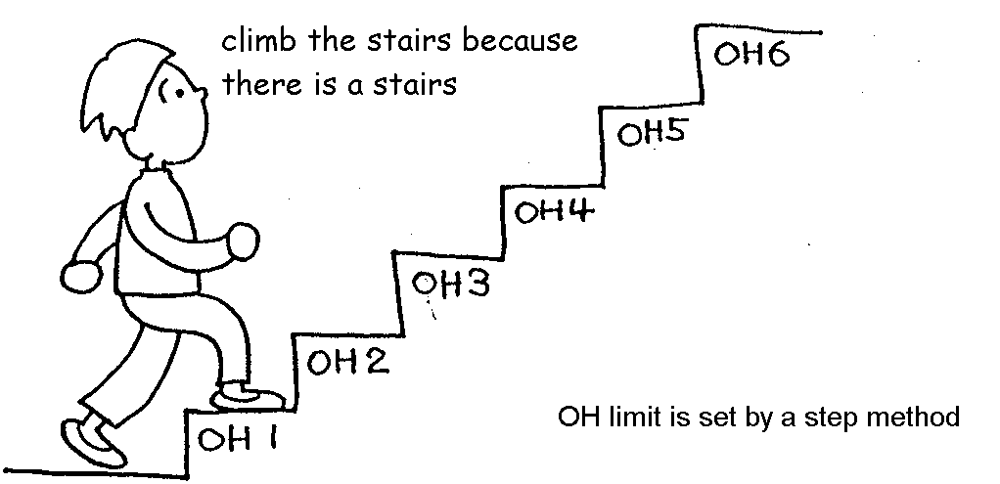 climb the stairs because
there is a stairs
OH6
OH5
OH4
OH3
OH2
OH 1
OH limit is set by a step method